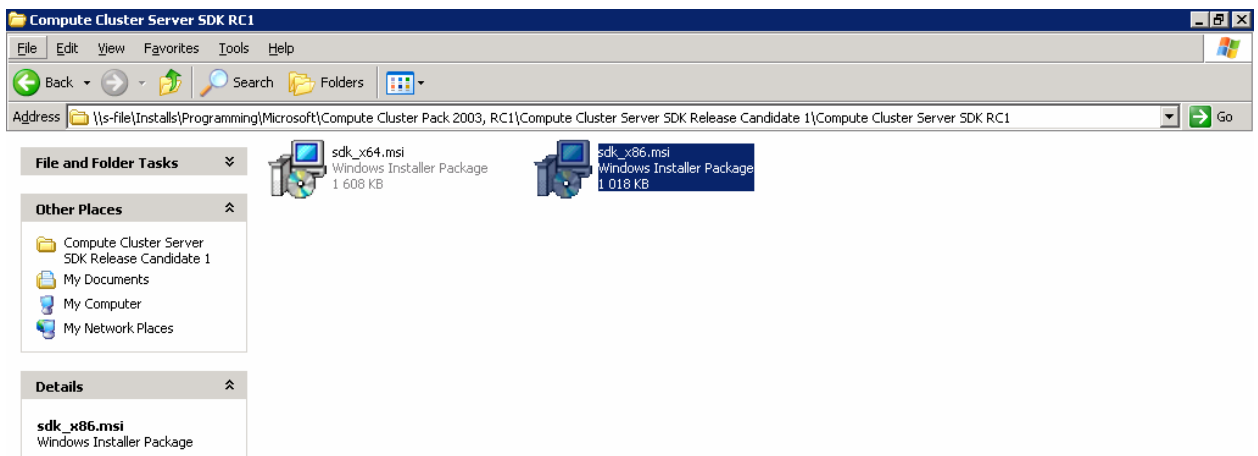 Compute Cluster Server SDK RC1
File Edit View Favorites Tools Help
Back Search Folders
Address \\s-file\Installs\Programming\Microsoft\Compute Cluster Pack 2003, RC1\Compute Cluster Server SDK Release Candidate 1\Compute Cluster Server SDK RC1 Go
File and Folder Tasks
Other Places
Compute Cluster Server
SDK Release Candidate 1
My Documents
My Computer
My Network Places
Details
sdk_x86.msi
Windows Installer Package
sdk_x64.msi
Windows Installer Package
1 608 KB
sdk_x86.msi
Windows Installer Package
1 018 KB